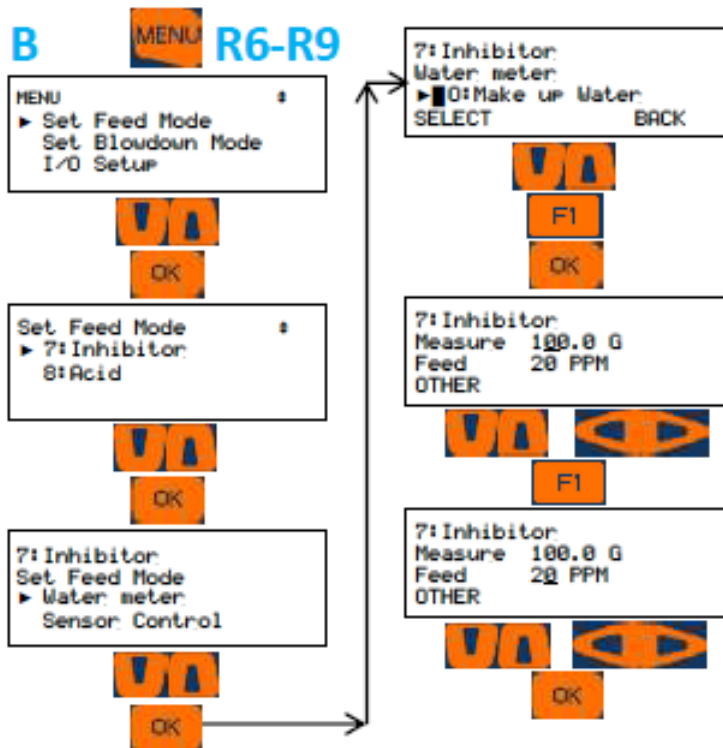 B MENU R6-R9
MENU
► Set Feed Mode
Set Blowdown Mode
I/O Setup
OK
Set Feed Mode
► 7:Inhibitor
8:Acid
OK
7:Inhibitor
Set Feed Mode
► Water meter
Sensor Control
OK
7:Inhibitor
Water meter
►█O:Make up Water
SELECT BACK
F1
OK
7:Inhibitor
Measure 100.0 G
Feed 20 PPM
OTHER
F1
7:Inhibitor
Measure 100.0 G
Feed 20 PPM
OTHER
OK